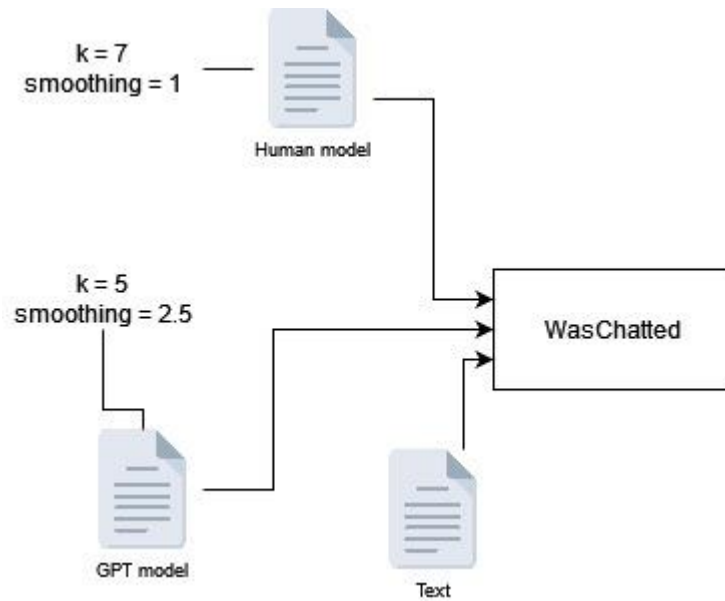 k = 7
smoothing = 1
Human model
k = 5
smoothing = 2.5
WasChatted
GPT model
Text